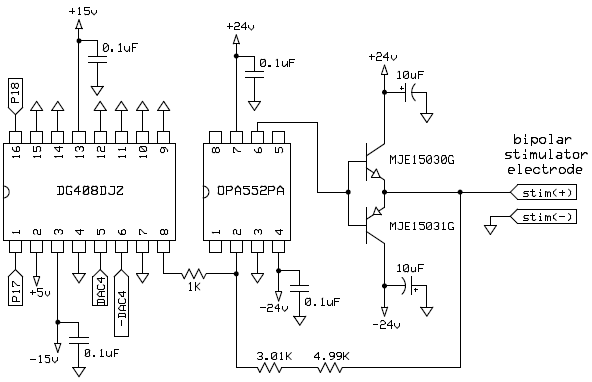 +15v
0.1uF
P18
16
15
14
13
12
11
10
9
DG408DJZ
1
2
3
4
5
6
7
8
P17
+5v
-15v
0.1uF
DAC4
-DAC4
1K
+24v
0.1uF
8
7
6
5
OPA552PA
1
2
3
4
-24v
0.1uF
3.01K
4.99K
+24v
10uF
MJE15030G
MJE15031G
10uF
-24v
bipolar
stimulator
electrode
stim(+)
stim(-)